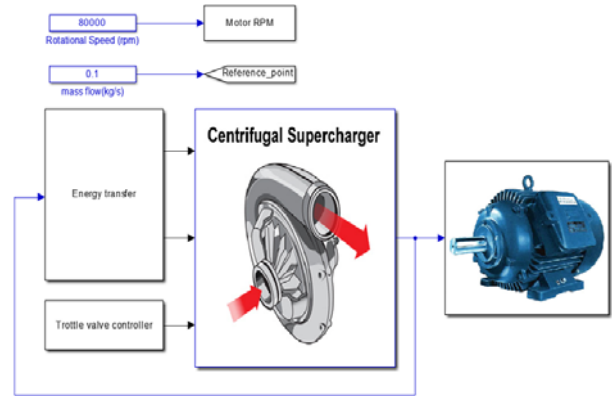 80000
Rotational Speed (rpm)
Motor RPM
0.1
mass flow(kg/s)
Reference_point
Centrifugal Supercharger
Energy transfer
Trottle valve controller